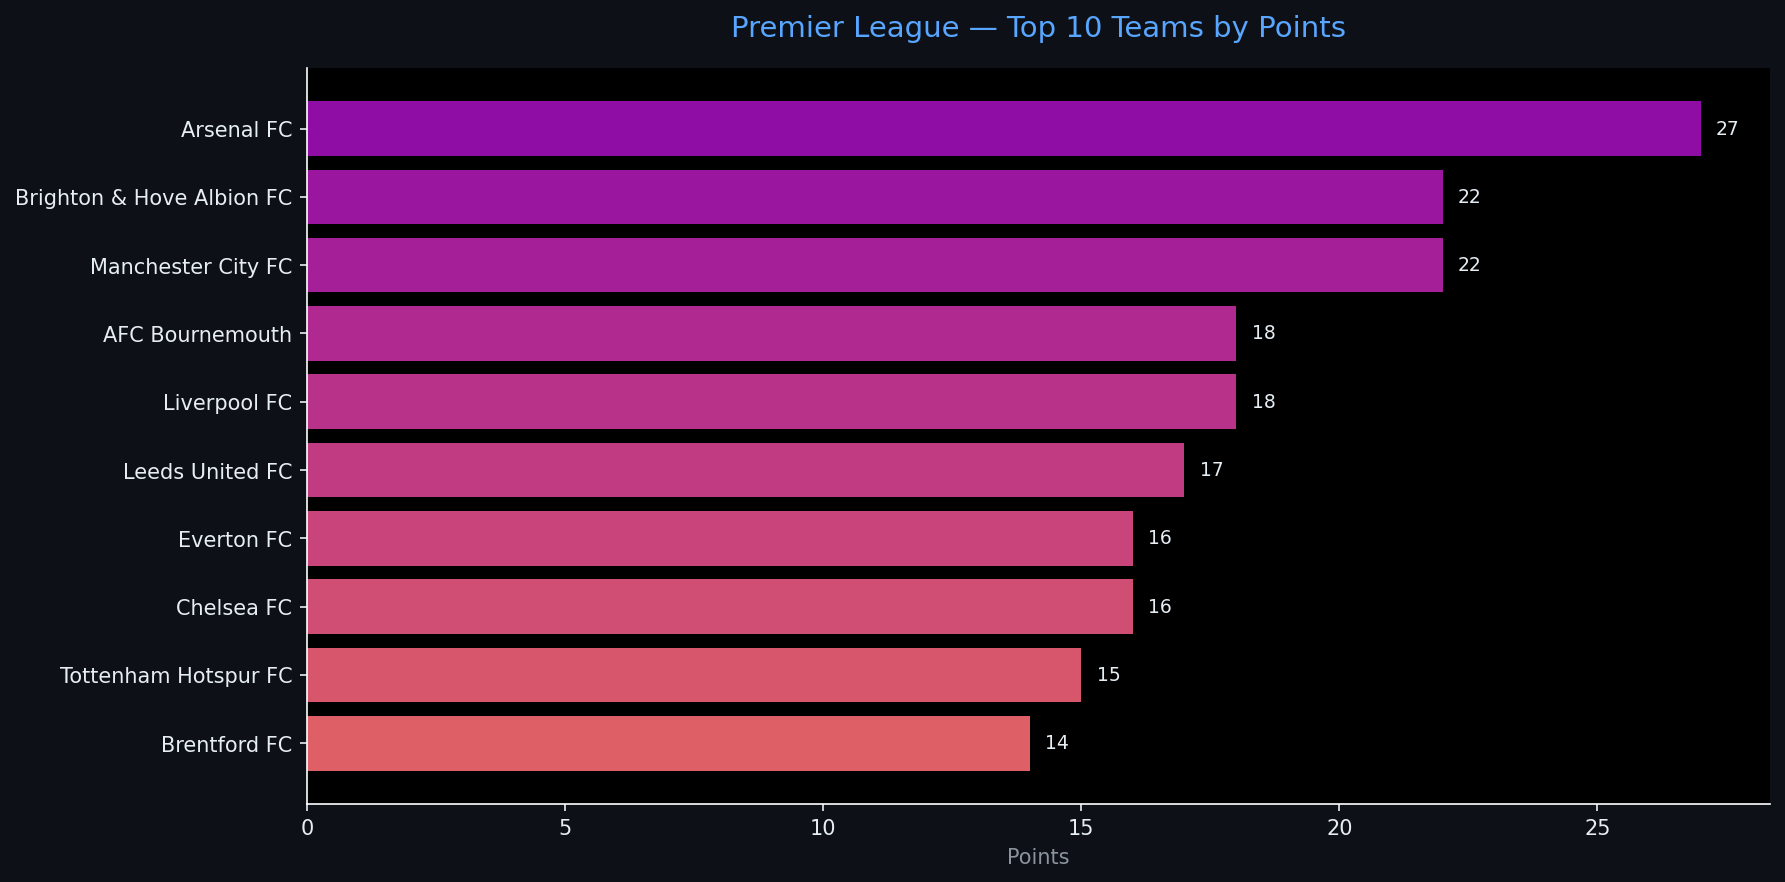 Premier League — Top 10 Teams by Points
Arsenal FC 27
Brighton & Hove Albion FC 22
Manchester City FC 22
AFC Bournemouth 18
Liverpool FC 18
Leeds United FC 17
Everton FC 16
Chelsea FC 16
Tottenham Hotspur FC 15
Brentford FC 14
0 5 10 15 20 25
Points